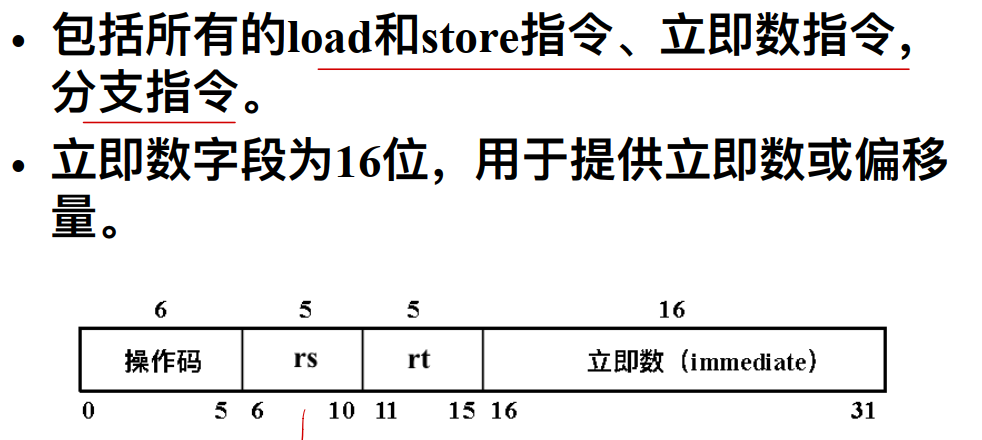 • 包括所有的load和store指令、立即数指令，
分支指令。
• 立即数字段为16位，用于提供立即数或偏移
量。
6 5 5 16
操作码 rs rt 立即数（immediate）
0 5 6 10 11 15 16 31